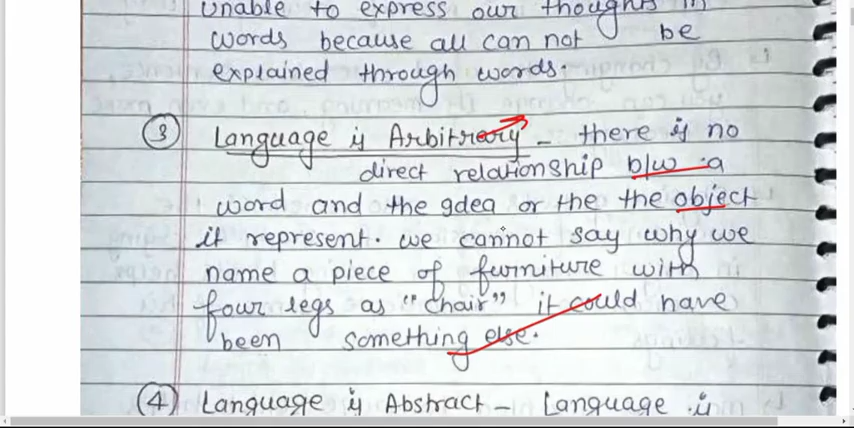 unable to express our thoughts in
words because all can not be
explained through words.
③ Language is Arbitrary - there is no
direct relationship b/w a
word and the Idea or the the object
it represent. we cannot say why we
name a piece of furniture with
four legs as "chair" it could have
been something else.
④ Language is Abstract - Language is